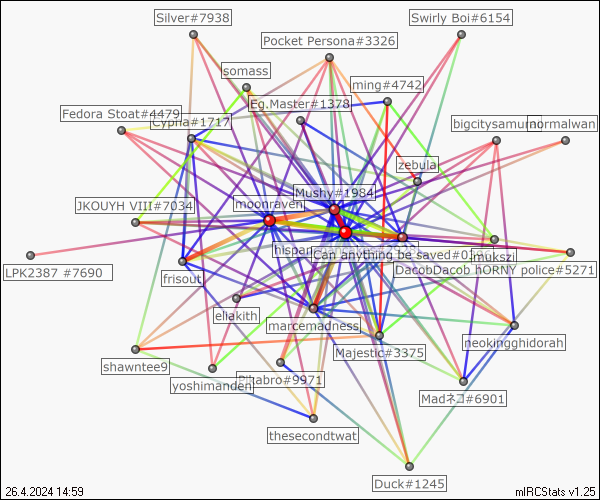 Silver#7938
Swirly Boi#6154
Pocket Persona#3326
somass
ming#4742
Eg.Master#1378
Fedora Stoat#4479
Cypria#1717
bigcitysamurai
normalwan
zebula
Mushy#1984
moonraven
JKOUYH VIII#7034
Can anything be saved#0
mukszi
LPK2387 #7690
frisout
DacobDacob hORNY police#5271
eliakith
marcemadness
neokingghidorah
Majestic#3375
shawntee9
yoshimanden
#9971
Madネコ#6901
thesecondtwat
Duck#1245
26.4.2024 14:59
mIRCStats v1.25